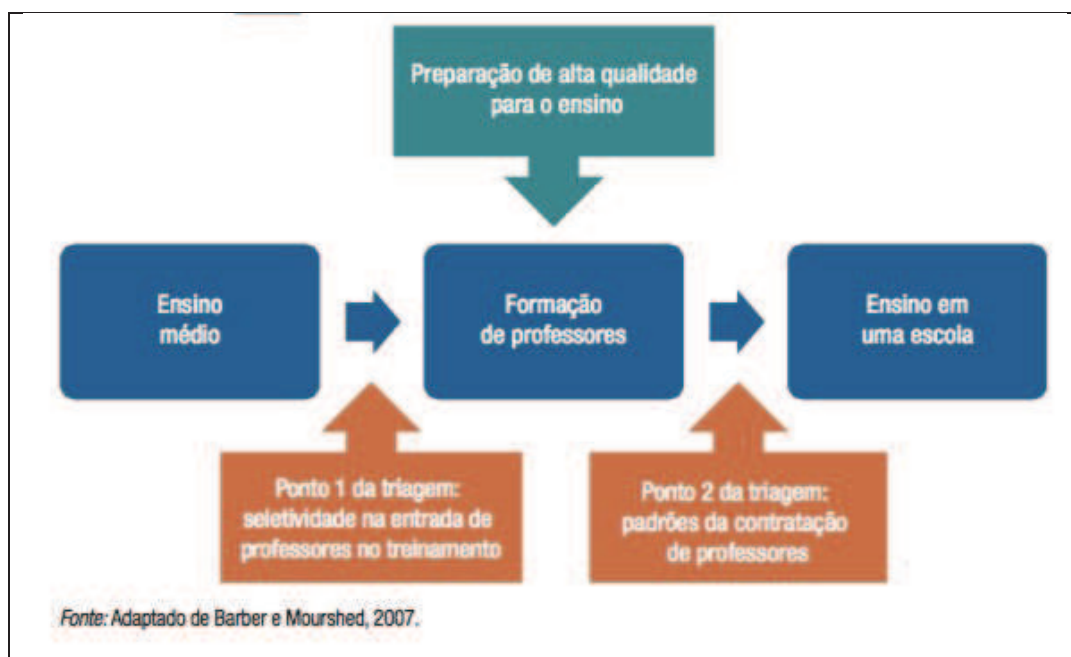 Preparação de alta qualidade
para o ensino
Ensino
médio
Formação
de professores
Ensino em
uma escola
Ponto 1 da triagem:
seletividade na entrada de
professores no treinamento
Ponto 2 da triagem:
padrões da contratação
de professores
Fonte: Adaptado de Barber e Mourshed, 2007.